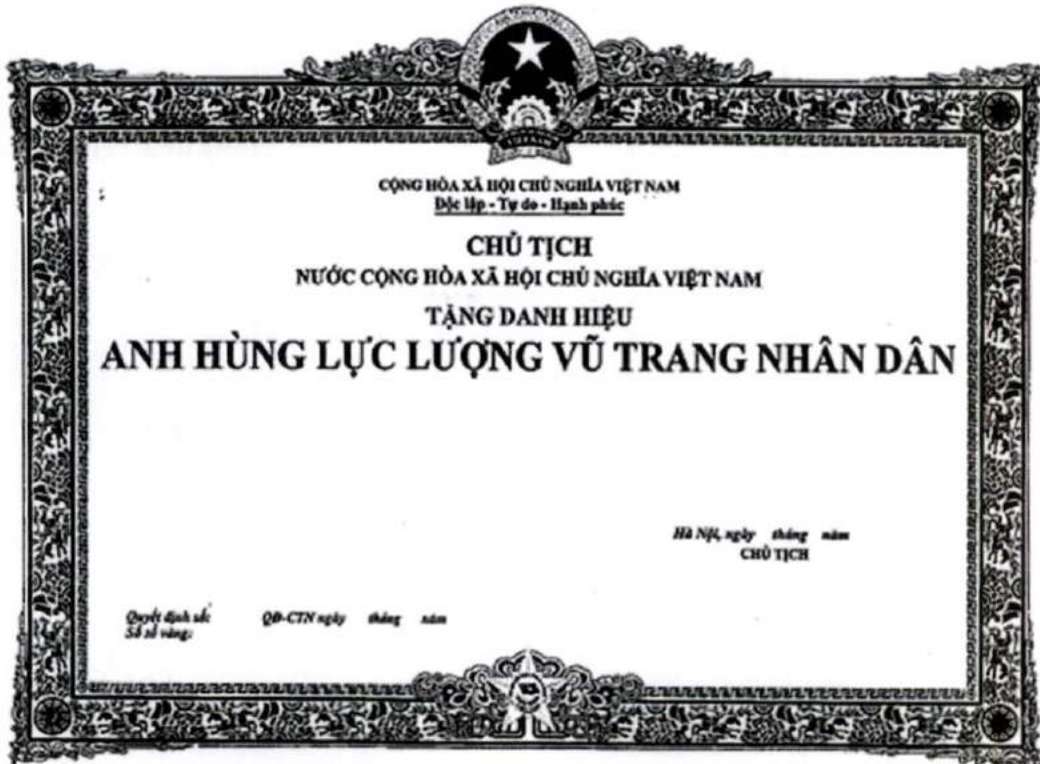 CỘNG HÒA XÃ HỘI CHỦ NGHĨA VIỆT NAM
Độc lập - Tự do - Hạnh phúc
CHỦ TỊCH
NƯỚC CỘNG HÒA XÃ HỘI CHỦ NGHĨA VIỆT NAM
TẶNG DANH HIỆU
ANH HÙNG LỰC LƯỢNG VŨ TRANG NHÂN DÂN
Hà Nội, ngày tháng năm
CHỦ TỊCH
Quyết định số: QĐ-CTN ngày tháng năm
Số sổ vàng: